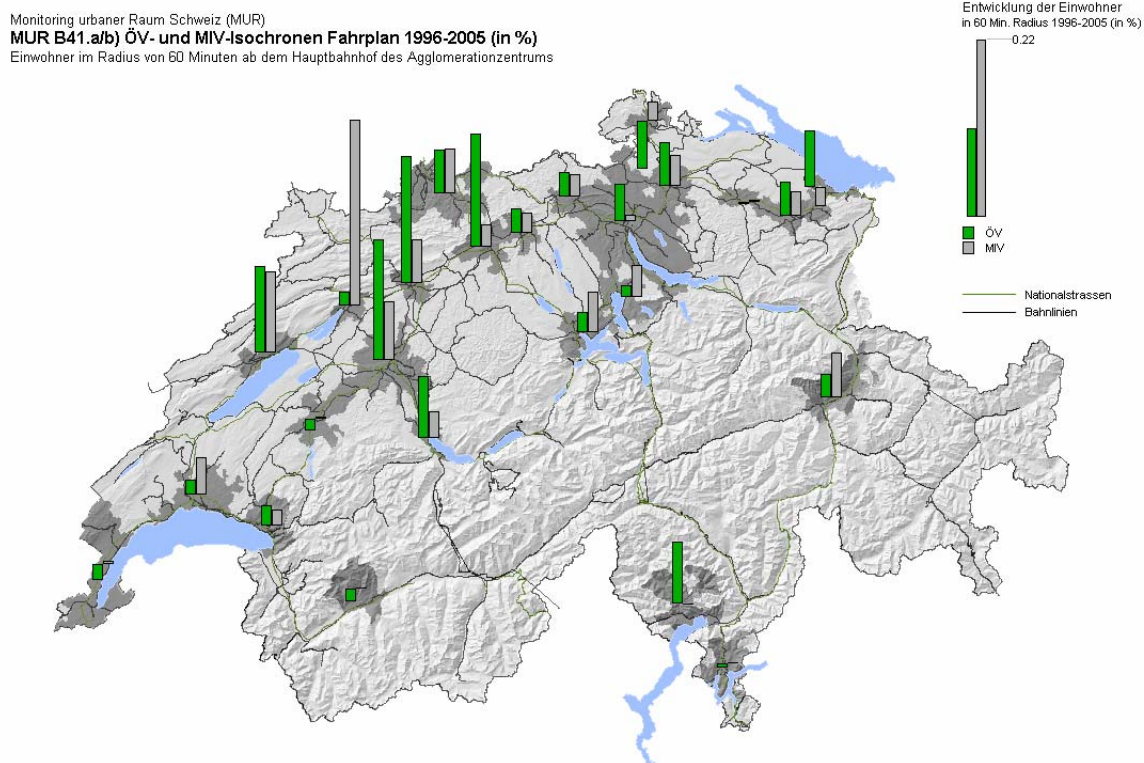 Monitoring urbaner Raum Schweiz (MUR)
MUR B41.a/b) ÖV- und MIV-Isochronen Fahrplan 1996-2005 (in %)
Einwohner im Radius von 60 Minuten ab dem Hauptbahnhof des Agglomerationzentrums
Entwicklung der Einwohner
in 60 Min. Radius 1996-2005 (in %)
0.22
ÖV
MIV
Nationalstrassen
Bahnlinien